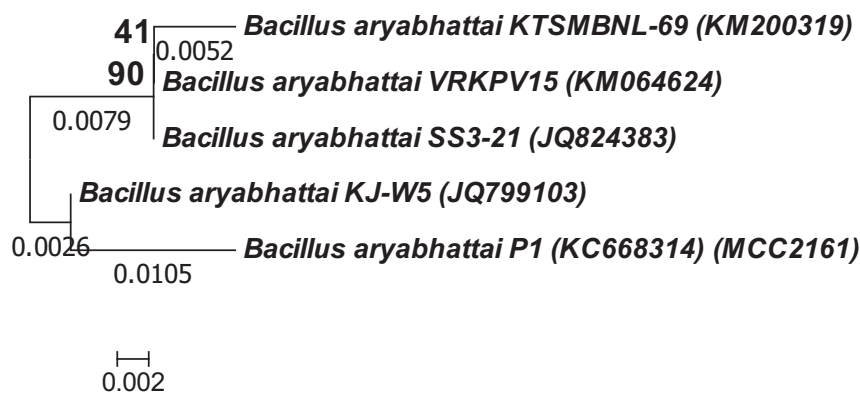 41
Bacillus aryabhattai KTSMBNL-69 (KM200319)
0.0052
90
Bacillus aryabhattai VRKPV15 (KM064624)
0.0079
Bacillus aryabhattai SS3-21 (JQ824383)
Bacillus aryabhattai KJ-W5 (JQ799103)
0.0026
Bacillus aryabhattai P1 (KC668314) (MCC2161)
0.0105
0.002